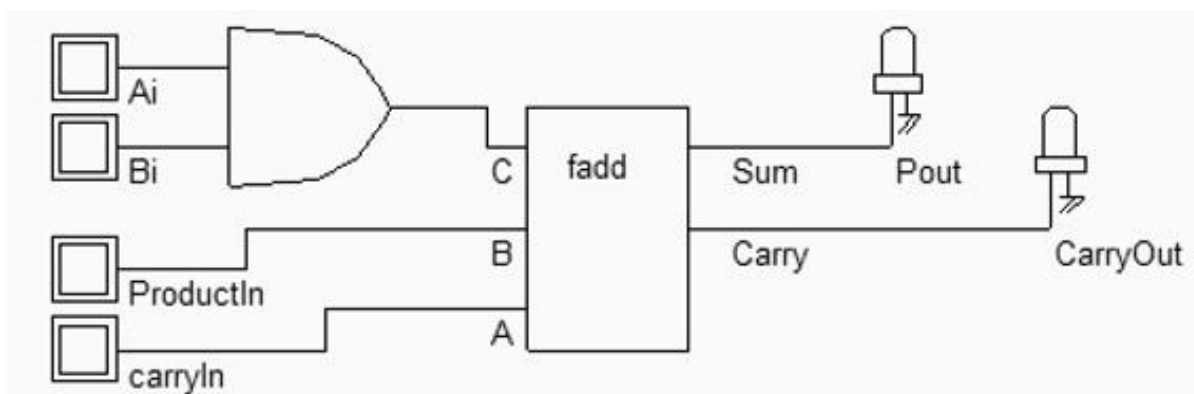 Ai
Bi
C
fadd
Sum
Pout
B
Carry
CarryOut
ProductIn
A
carryIn